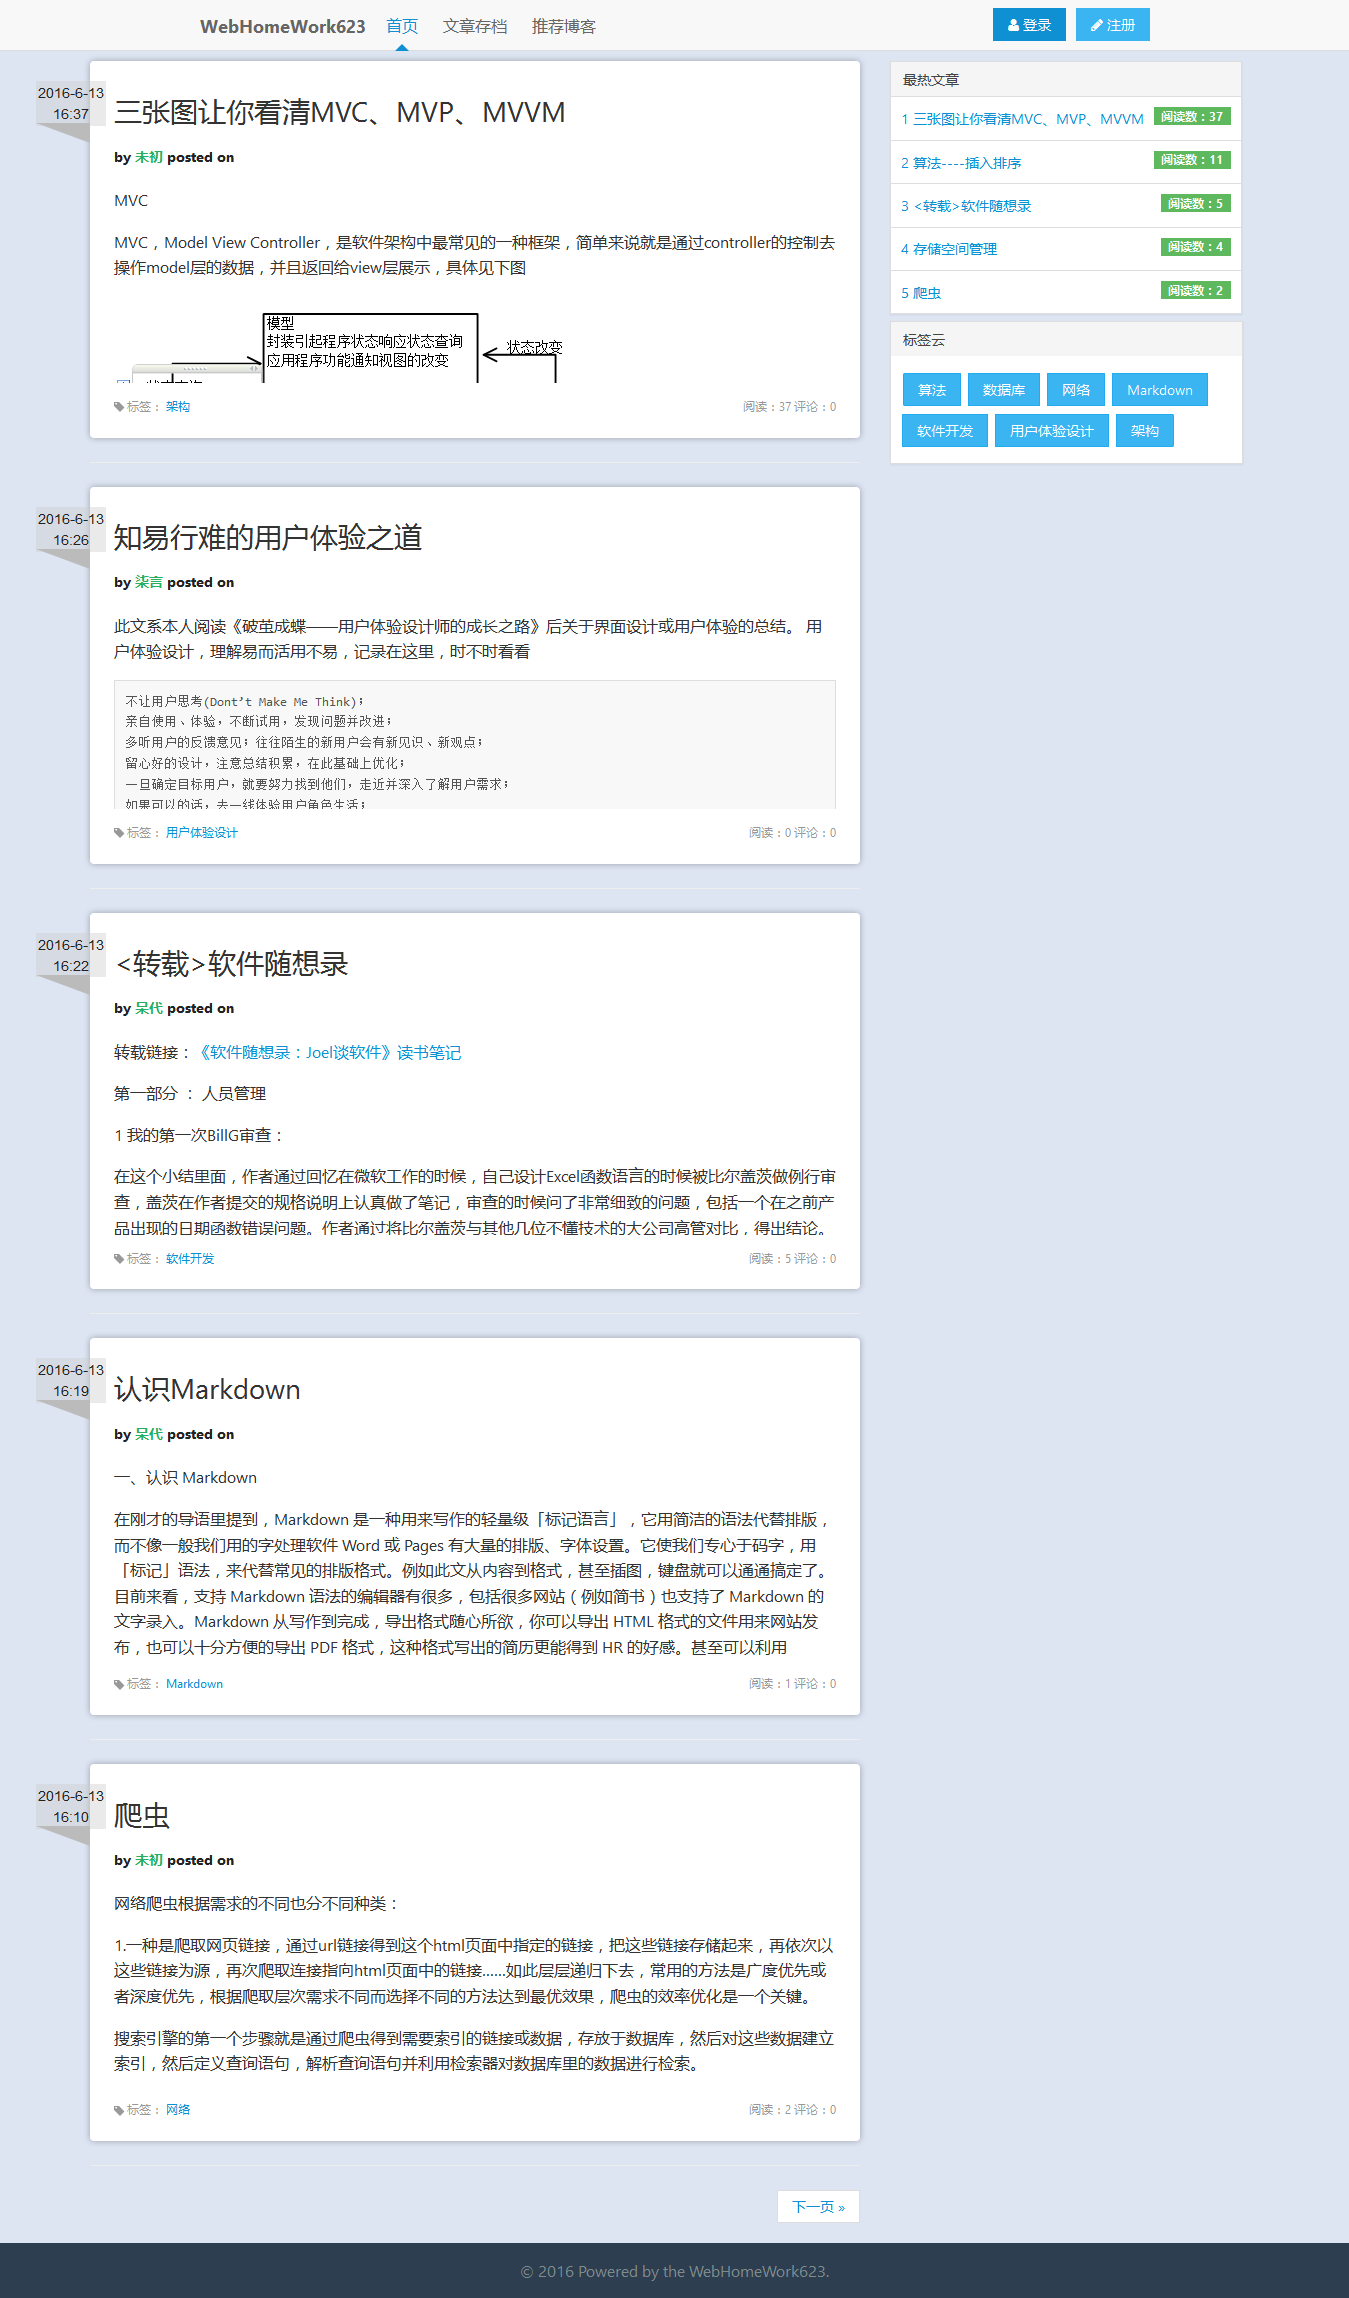 WebHomeWork623 首页 文章存档 推荐博客 登录 注册
2016-6-13
16:37
三张图让你看清MVC、MVP、MVVM
by 未初 posted on
MVC
MVC，Model View Controller，是软件架构中最常见的一种框架，简单来说就是通过controller的控制去
操作model层的数据，并且返回给view层展示，具体见下图
模型
封装引起程序状态响应状态查询
应用程序功能通知视图的改变
状态改变
标签： 架构
阅读：37 评论：0
2016-6-13
16:26
知易行难的用户体验之道
by 柒言 posted on
此文系本人阅读《破茧成蝶——用户体验设计师的成长之路》后关于界面设计或用户体验的总结。 用
户体验设计，理解易而活用不易，记录在这里，时不时看看
不让用户思考(Dont’t Make Me Think)；
亲自使用、体验，不断试用，发现问题并改进；
多听用户的反馈意见；往往陌生的新用户会有新见识、新观点；
留心好的设计，注意总结积累，在此基础上优化；
一旦确定目标用户，就要努力找到他们，走近并深入了解用户需求；
如果可以的话，去一线体验用户角色生活；
标签： 用户体验设计
阅读：0 评论：0
2016-6-13
16:22
<转载>软件随想录
by 呆代 posted on
转载链接：《软件随想录：Joel谈软件》读书笔记
第一部分 ： 人员管理
1 我的第一次BillG审查：
在这个小结里面，作者通过回忆在微软工作的时候，自己设计Excel函数语言的时候被比尔盖茨做例行审
查，盖茨在作者提交的规格说明上认真做了笔记，审查的时候问了非常细致的问题，包括一个在之前产
品出现的日期函数错误问题。作者通过将比尔盖茨与其他几位不懂技术的大公司高管对比，得出结论。
标签： 软件开发
阅读：5 评论：0
2016-6-13
16:19
认识Markdown
by 呆代 posted on
一、认识 Markdown
在刚才的导语里提到，Markdown 是一种用来写作的轻量级「标记语言」，它用简洁的语法代替排版，
而不像一般我们用的字处理软件 Word 或 Pages 有大量的排版、字体设置。它使我们专心于码字，用
「标记」语法，来代替常见的排版格式。例如此文从内容到格式，甚至插图，键盘就可以通通搞定了。
目前来看，支持 Markdown 语法的编辑器有很多，包括很多网站（例如简书）也支持了 Markdown 的
文字录入。Markdown 从写作到完成，导出格式随心所欲，你可以导出 HTML 格式的文件用来网站发
布，也可以十分方便的导出 PDF 格式，这种格式写出的简历更能得到 HR 的好感。甚至可以利用
标签： Markdown
阅读：1 评论：0
2016-6-13
16:10
爬虫
by 未初 posted on
网络爬虫根据需求的不同也分不同种类：
1.一种是爬取网页链接，通过url链接得到这个html页面中指定的链接，把这些链接存储起来，再依次以
这些链接为源，再次爬取连接指向html页面中的链接......如此层层递归下去，常用的方法是广度优先或
者深度优先，根据爬取层次需求不同而选择不同的方法达到最优效果，爬虫的效率优化是一个关键。
搜索引擎的第一个步骤就是通过爬虫得到需要索引的链接或数据，存放于数据库，然后对这些数据建立
索引，然后定义查询语句，解析查询语句并利用检索器对数据库里的数据进行检索。
标签： 网络
阅读：2 评论：0
下一页 »
最热文章
1 三张图让你看清MVC、MVP、MVVM 阅读数：37
2 算法----插入排序 阅读数：11
3 <转载>软件随想录 阅读数：5
4 存储空间管理 阅读数：4
5 爬虫 阅读数：2
标签云
算法 数据库 网络 Markdown
软件开发 用户体验设计 架构
© 2016 Powered by the WebHomeWork623.